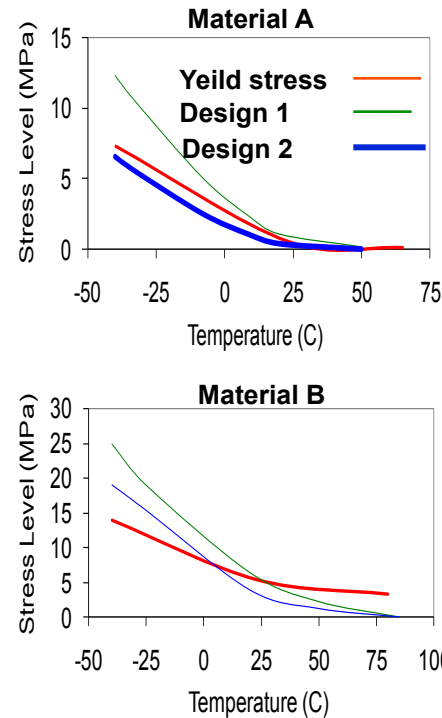 Material A
Stress Level (MPa)
15
10
5
0
Yeild stress
Design 1
Design 2
-50 -25 0 25 50 75
Temperature (C)
Material B
Stress Level (MPa)
30
25
20
15
10
5
0
-50 -25 0 25 50 75 100
Temperature (C)